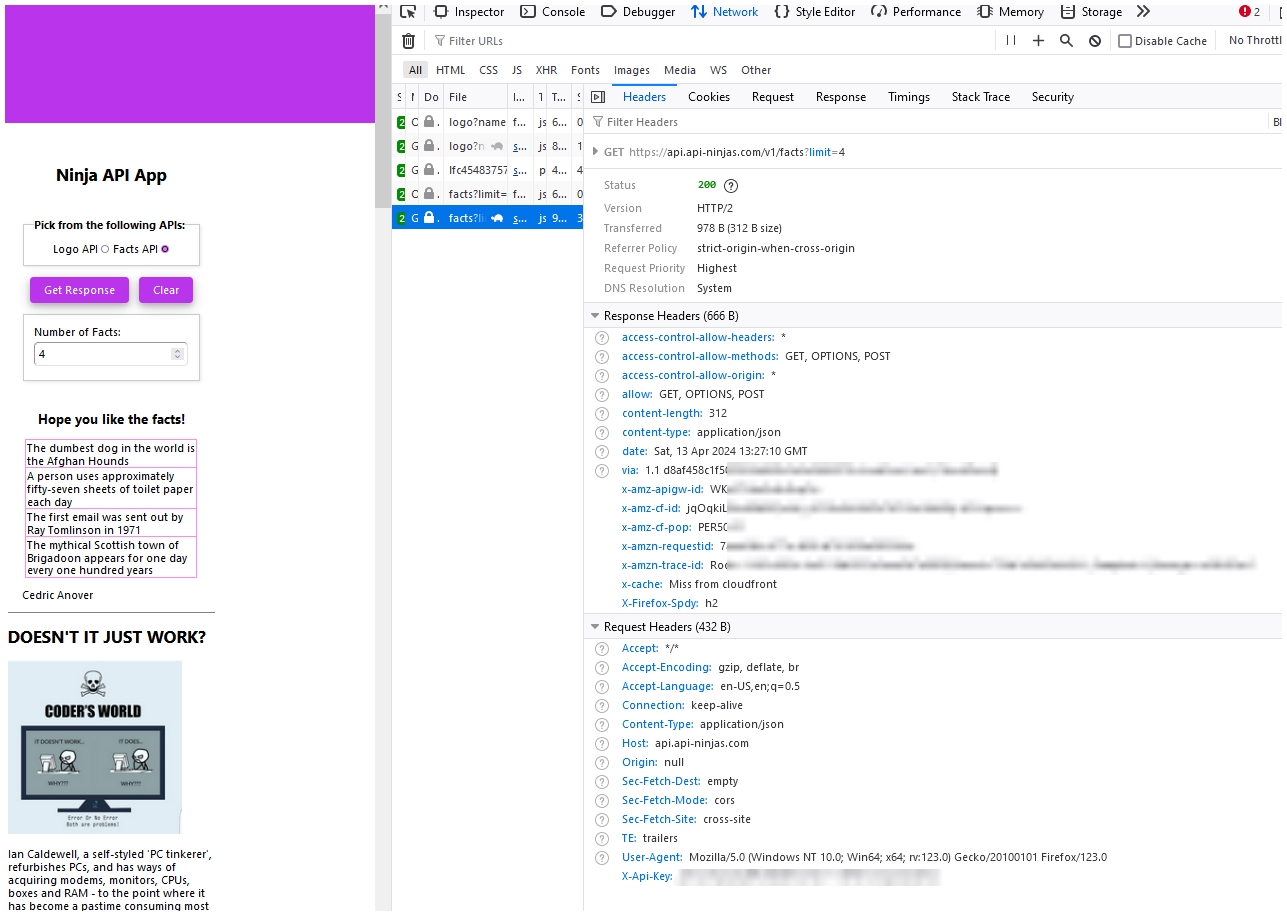 Ninja API App
Pick from the following APIs:
Logo API Facts API
Get Response Clear
Number of Facts:
4
Hope you like the facts!
The dumbest dog in the world is
the Afghan Hounds
A person uses approximately
fifty-seven sheets of toilet paper
each day
The first email was sent out by
Ray Tomlinson in 1971
The mythical Scottish town of
Brigadoon appears for one day
every one hundred years
Cedric Anover
DOESN'T IT JUST WORK?
CODER'S WORLD
IT DOESN'T WORK... IT DOES...
WHY??? WHY???
Error Or No Error
Both are problems!
Ian Caldewell, a self-styled 'PC tinkerer',
refurbishes PCs, and has ways of
acquiring modems, monitors, CPUs,
boxes and RAM - to the point where it
has become a pastime consuming most
Inspector Console Debugger Network Style Editor Performance Memory Storage 2
Filter URLs Disable Cache No Throttl
All HTML CSS JS XHR Fonts Images Media WS Other
S M Do File I... T T... S
2 O . logo?name f... js 6... 0
2 G . logo?n s... js 8... 1
2 G . lfc45483757 s... p 4... 4
2 O . facts?limit= f... js 6... 0
2 G . facts?li s... js 9... 3
Headers Cookies Request Response Timings Stack Trace Security
Filter Headers Bl
GET https://api.api-ninjas.com/v1/facts?limit=4
Status 200
Version HTTP/2
Transferred 978 B (312 B size)
Referrer Policy strict-origin-when-cross-origin
Request Priority Highest
DNS Resolution System
Response Headers (666 B)
access-control-allow-headers: *
access-control-allow-methods: GET, OPTIONS, POST
access-control-allow-origin: *
allow: GET, OPTIONS, POST
content-length: 312
content-type: application/json
date: Sat, 13 Apr 2024 13:27:10 GMT
via: 1.1 d8af458c1f5
x-amz-apigw-id: WK
x-amz-cf-id: jqOqkiL
x-amz-cf-pop: PER50
x-amzn-requestid: 7
x-amzn-trace-id: Roo
x-cache: Miss from cloudfront
X-Firefox-Spdy: h2
Request Headers (432 B)
Accept: */*
Accept-Encoding: gzip, deflate, br
Accept-Language: en-US,en;q=0.5
Connection: keep-alive
Content-Type: application/json
Host: api.api-ninjas.com
Origin: null
Sec-Fetch-Dest: empty
Sec-Fetch-Mode: cors
Sec-Fetch-Site: cross-site
TE: trailers
User-Agent: Mozilla/5.0 (Windows NT 10.0; Win64; x64; rv:123.0) Gecko/20100101 Firefox/123.0
X-Api-Key: